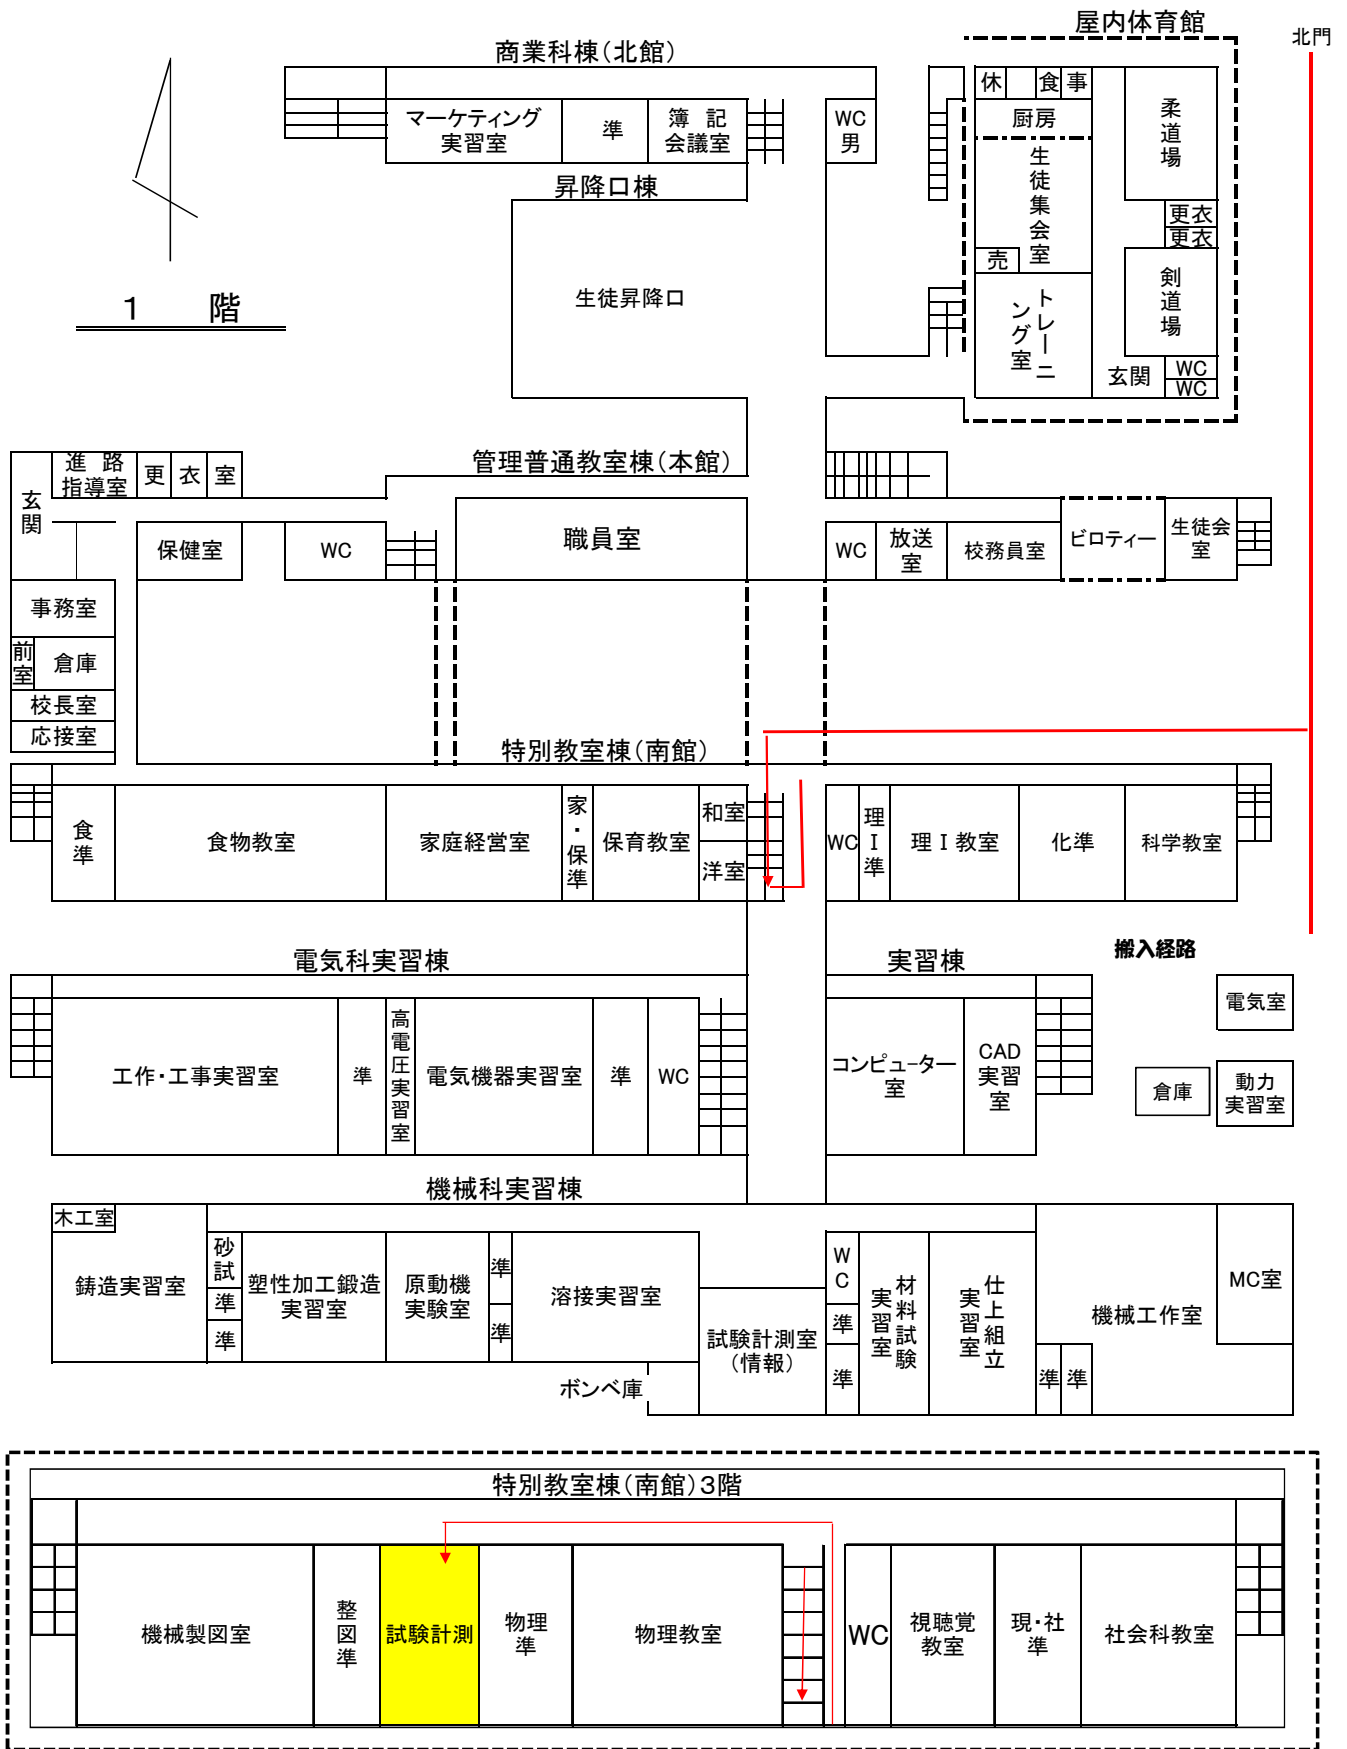 屋内体育館
北門
商業科棟(北館)
休
食
事
マーケティング
実習室
準
簿 記
会議室
WC
男
厨房
柔道場
生徒集会室
昇降口棟
更衣
更衣
売
生徒昇降口
剣道場
1 階
トレーニ
ング室
玄関
WC
WC
管理普通教室棟(本館)
進 路
指導室
更
衣
室
玄関
保健室
WC
職員室
WC
放送
室
校務員室
ピロティー
生徒会
室
事務室
前室
倉庫
校長室
応接室
特別教室棟(南館)
食準
食物教室
家庭経営室
家・保準
保育教室
和室
洋室
WC
理Ⅰ準
理Ⅰ教室
化準
科学教室
電気科実習棟
実習棟
搬入経路
電気室
工作・工事実習室
準
高電圧実習室
電気機器実習室
準
WC
コンピューター
室
CAD
実習
室
倉庫
動力
実習室
機械科実習棟
木工室
鋳造実習室
砂試
準
準
塑性加工鍛造
実習室
原動機
実験室
準
準
溶接実習室
試験計測室
(情報)
WC
準
準
材料試験
実習室
仕上組立
実習室
準
準
機械工作室
MC室
ボンベ庫
特別教室棟(南館)3階
機械製図室
整図準
試験計測
物理
準
物理教室
WC
視聴覚
教室
現・社
準
社会科教室